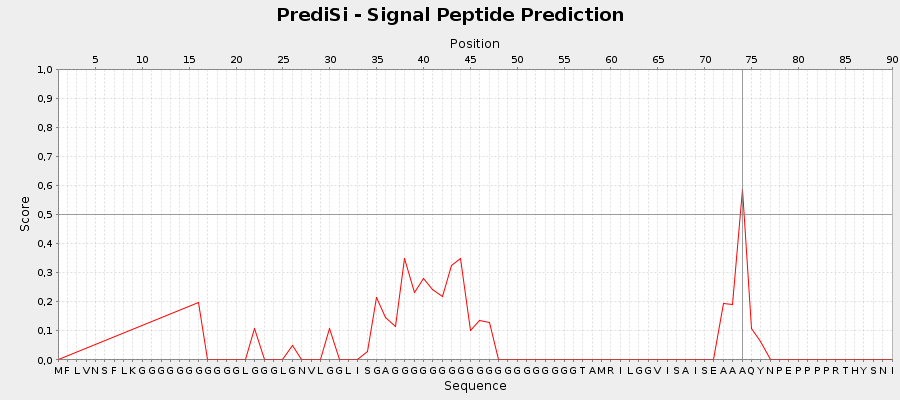 PrediSi - Signal Peptide Prediction
Position
5 10 15 20 25 30 35 40 45 50 55 60 65 70 75 80 85 90
1,0
0,9
0,8
0,7
0,6
0,5
0,4
0,3
0,2
0,1
0,0
Score
M F L V N S F L K G G G G G G G G G G G L G G G L G N V L G G L I S G A G G G G G G G G G G G G G G G G G G G G T A M R I L G G V I S A I S E A A A Q Y N P E P P P P R T H Y S N I
Sequence